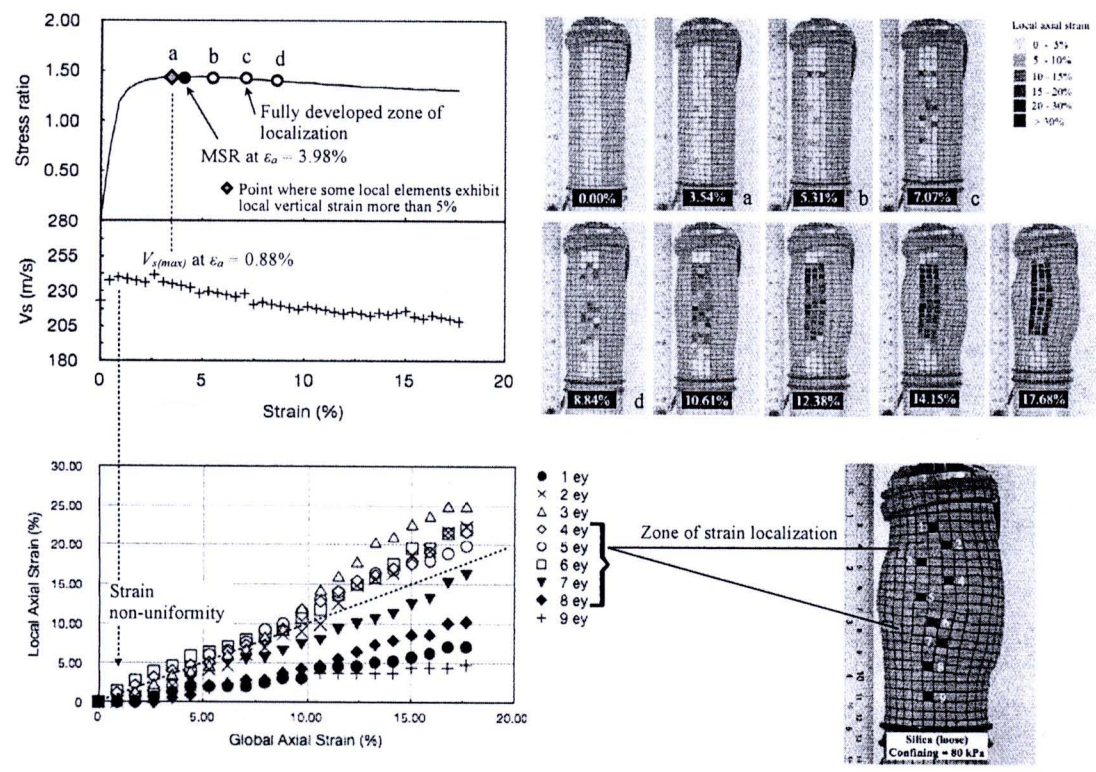 2.00
1.50
1.00
0.50
Stress ratio
a
b
c
d
Fully developed zone of
localization
MSR at εa = 3.98%
Point where some local elements exhibit
local vertical strain more than 5%
280
255
230
205
180
Vs (m/s)
Vs(max) at εa = 0.88%
0
5
10
15
20
Strain (%)
Local axial strain
0 - 5%
5 - 10%
10 - 15%
15 - 20%
20 - 30%
> 30%
0.00%
3.54%
a
5.31%
b
7.07%
c
8.84%
d
10.61%
12.38%
14.15%
17.68%
30.00
25.00
20.00
15.00
10.00
5.00
0
Local Axial Strain (%)
Strain
non-uniformity
0
5.00
10.00
15.00
20.00
Global Axial Strain (%)
1 ey
2 ey
3 ey
4 ey
5 ey
6 ey
7 ey
8 ey
9 ey
Zone of strain localization
Silica (loose)
Confining = 80 kPa